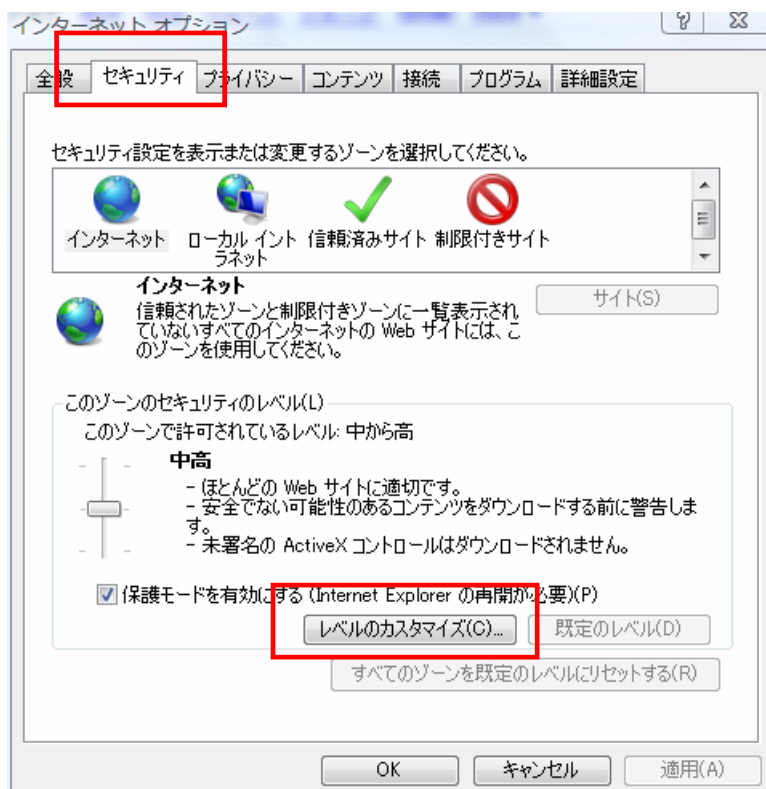 インターネット オプション
全般 セキュリティ プライバシー コンテンツ 接続 プログラム 詳細設定
セキュリティ設定を表示または変更するゾーンを選択してください。
インターネット ローカル イントラネット 信頼済みサイト 制限付きサイト
インターネット
信頼されたゾーンと制限付きゾーンに一覧表示され
ていないすべてのインターネットの Web サイトには、こ
のゾーンを使用してください。
サイト(S)
このゾーンのセキュリティのレベル(L)
このゾーンで許可されているレベル: 中から高
中高
- ほとんどの Web サイトに適切です。
- 安全でない可能性のあるコンテンツをダウンロードする前に警告しま
す。
- 未署名の ActiveX コントロールはダウンロードされません。
保護モードを有効にする (Internet Explorer の再開が必要)(P)
レベルのカスタマイズ(C)... 既定のレベル(D)
すべてのゾーンを既定のレベルにリセットする(R)
OK キャンセル 適用(A)